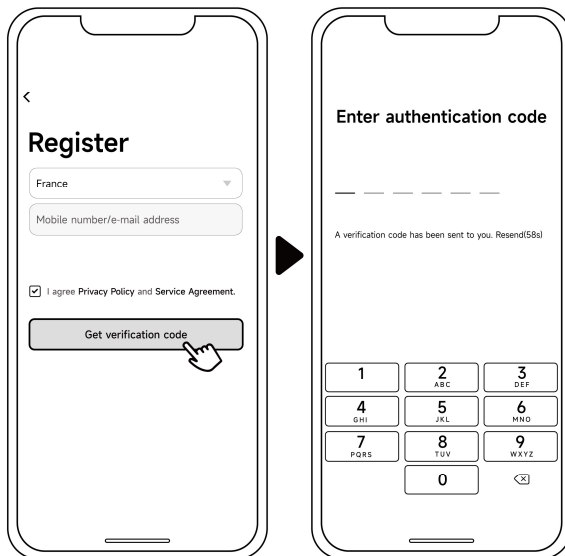 Register
France
Mobile number/e-mail address
I agree Privacy Policy and Service Agreement.
Get verification code
Enter authentication code
A verification code has been sent to you. Resend(58s)
1 2 3
ABC DEF
4 5 6
GHI JKL MNO
7 8 9
PQRS TUV WXYZ
0